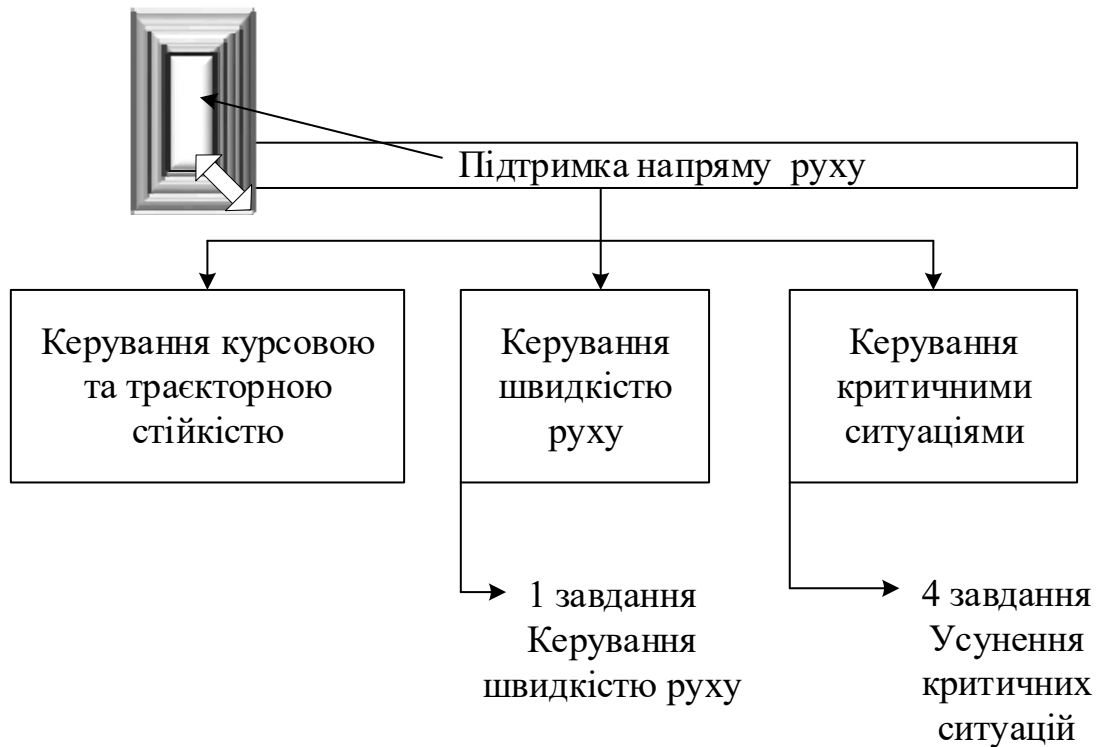 Підтримка напряму руху
Керування курсовою
та траєкторною
стійкістю
Керування
швидкістю
руху
Керування
критичними
ситуаціями
1 завдання
Керування
швидкістю руху
4 завдання
Усунення
критичних
ситуацій